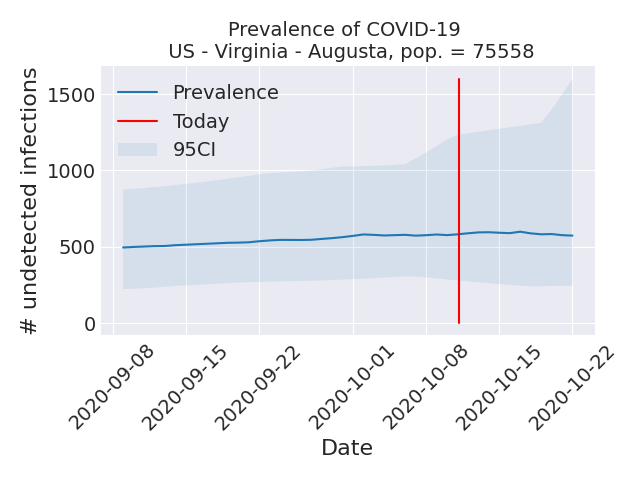 Prevalence of COVID-19
US - Virginia - Augusta, pop. = 75558
# undetected infections
1500
1000
500
0
Prevalence
Today
95CI
2020-09-08
2020-09-15
2020-09-22
2020-10-01
2020-10-08
2020-10-15
2020-10-22
Date